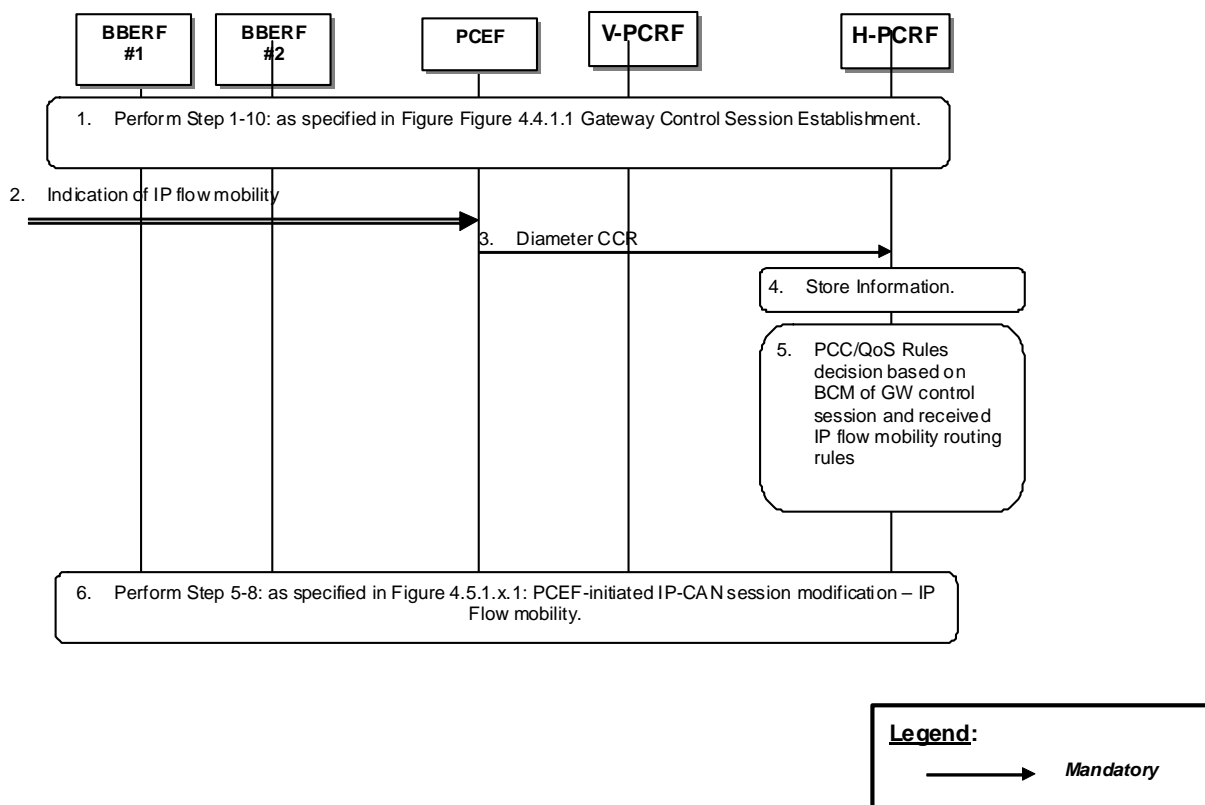 BBERF
#1
BBERF
#2
PCEF
V-PCRF
H-PCRF
1. Perform Step 1-10: as specified in Figure Figure 4.4.1.1 Gateway Control Session Establishment.
2. Indication of IP flow mobility
3. Diameter CCR
4. Store Information.
5. PCC/QoS Rules
decision based on
BCM of GW control
session and received
IP flow mobility routing
rules
6. Perform Step 5-8: as specified in Figure 4.5.1.x.1: PCEF-initiated IP-CAN session modification – IP
Flow mobility.
Legend:
Mandatory